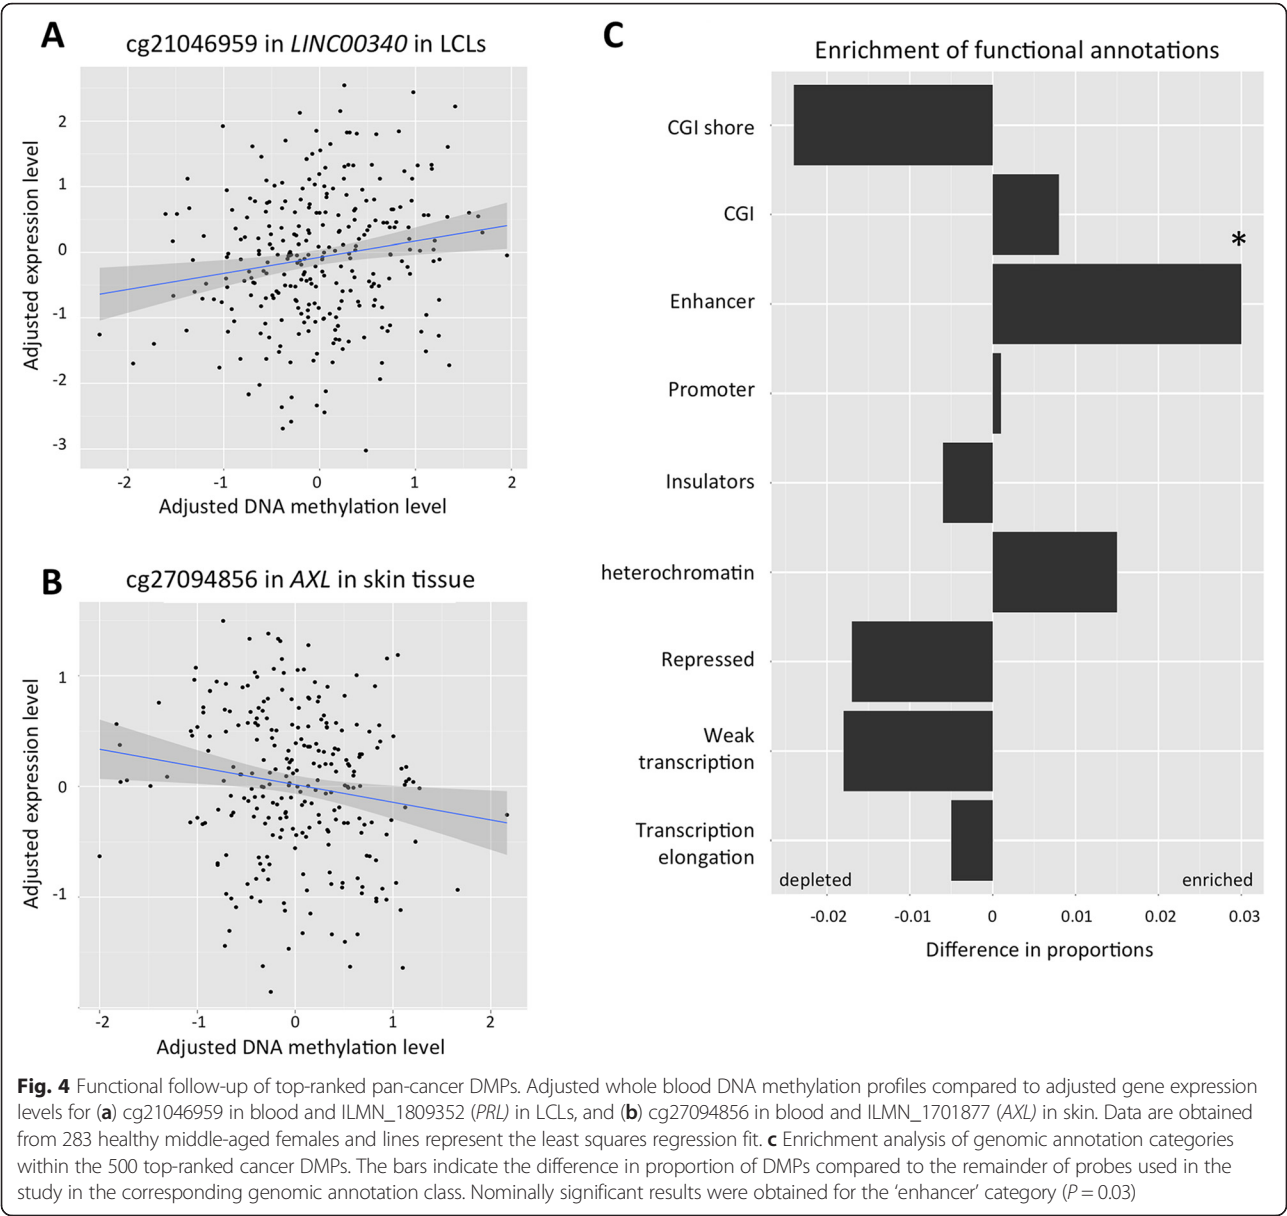 A
cg21046959 in LINC00340 in LCLs
Adjusted expression level
2
1
0
-1
-2
-3
-2 -1 0 1 2
Adjusted DNA methylation level
B
cg27094856 in AXL in skin tissue
Adjusted expression level
1
0
-1
-2 -1 0 1 2
Adjusted DNA methylation level
C
Enrichment of functional annotations
CGI shore
CGI
*
Enhancer
Promoter
Insulators
heterochromatin
Repressed
Weak
transcription
Transcription
elongation
depleted enriched
-0.02 -0.01 0 0.01 0.02 0.03
Difference in proportions
Fig. 4 Functional follow-up of top-ranked pan-cancer DMPs. Adjusted whole blood DNA methylation profiles compared to adjusted gene expression
levels for (a) cg21046959 in blood and ILMN_1809352 (PRL) in LCLs, and (b) cg27094856 in blood and ILMN_1701877 (AXL) in skin. Data are obtained
from 283 healthy middle-aged females and lines represent the least squares regression fit. c Enrichment analysis of genomic annotation categories
within the 500 top-ranked cancer DMPs. The bars indicate the difference in proportion of DMPs compared to the remainder of probes used in the
study in the corresponding genomic annotation class. Nominally significant results were obtained for the ‘enhancer’ category (P = 0.03)